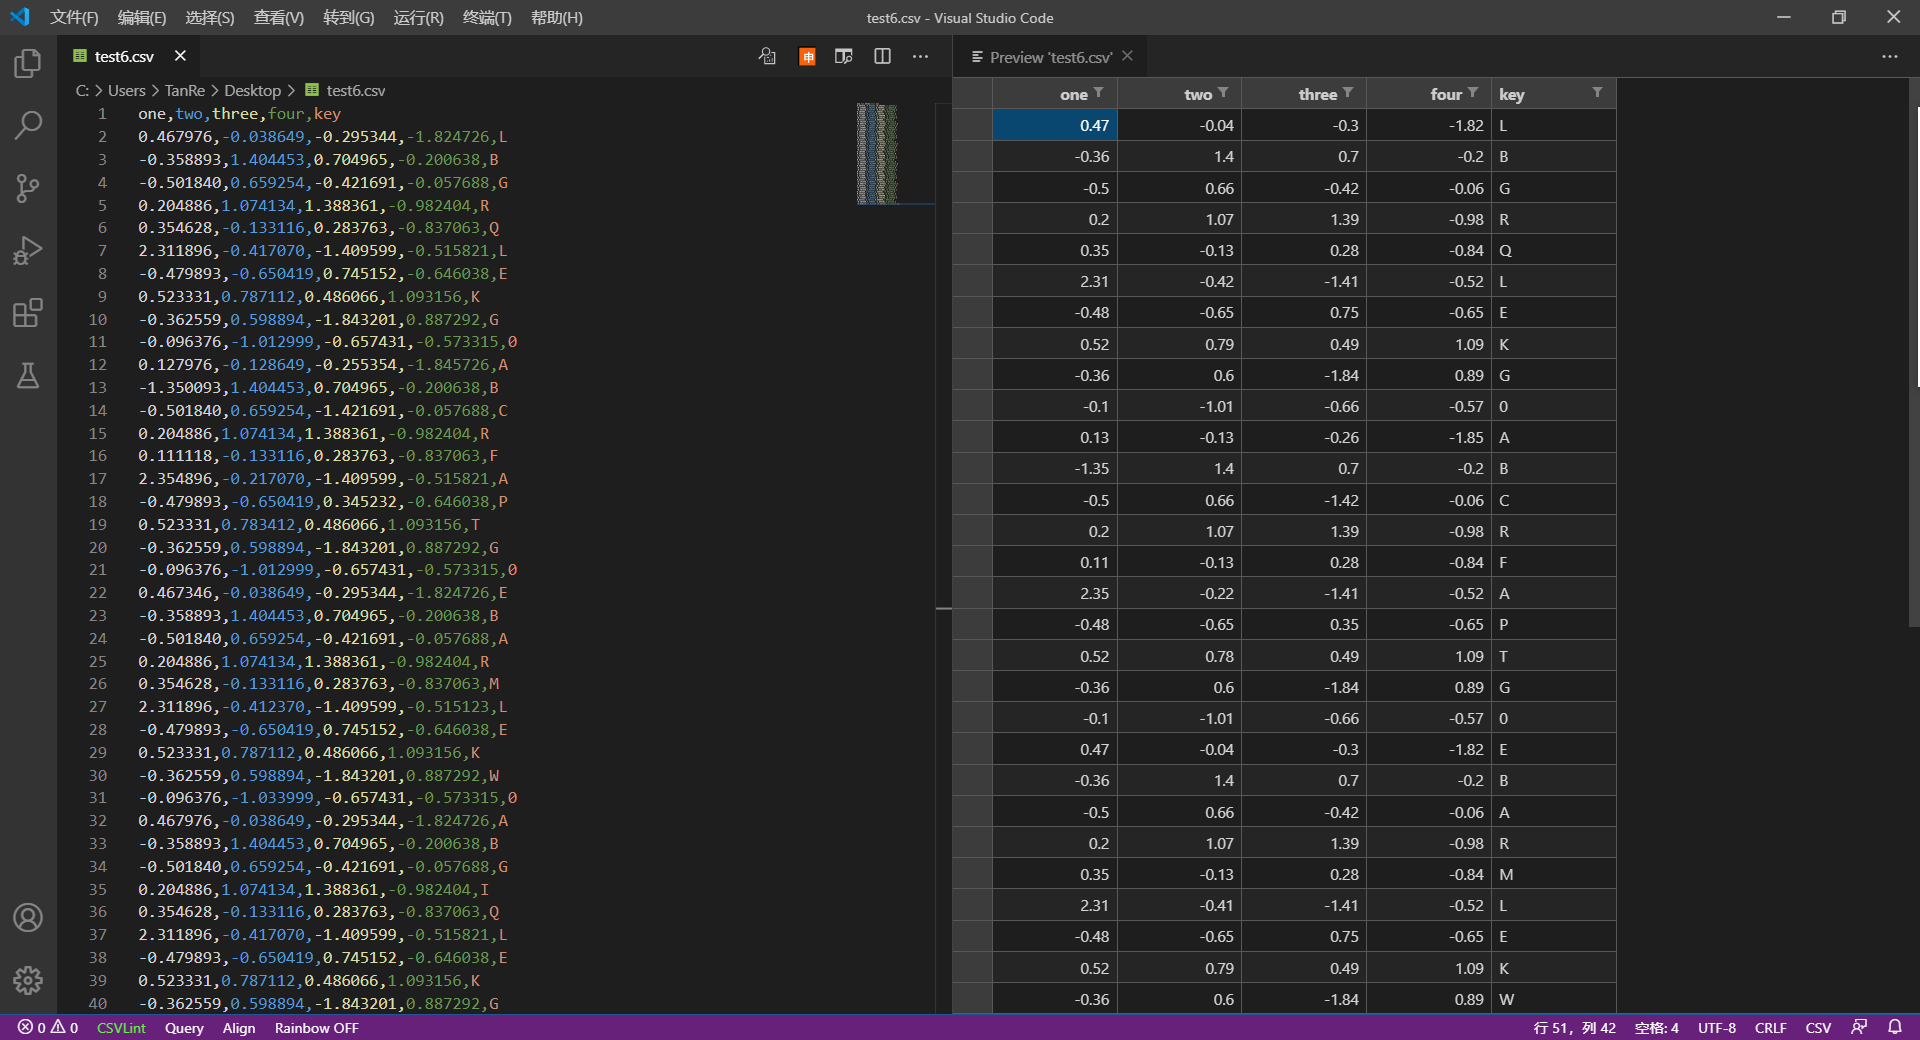 文件(F) 编辑(E) 选择(S) 查看(V) 转到(G) 运行(R) 终端(T) 帮助(H) test6.csv - Visual Studio Code
test6.csv
Preview 'test6.csv'
C: > Users > TanRe > Desktop > test6.csv
1 one,two,three,four,key
2 0.467976,-0.038649,-0.295344,-1.824726,L
3 -0.358893,1.404453,0.704965,-0.200638,B
4 -0.501840,0.659254,-0.421691,-0.057688,G
5 0.204886,1.074134,1.388361,-0.982404,R
6 0.354628,-0.133116,0.283763,-0.837063,Q
7 2.311896,-0.417070,-1.409599,-0.515821,L
8 -0.479893,-0.650419,0.745152,-0.646038,E
9 0.523331,0.787112,0.486066,1.093156,K
10 -0.362559,0.598894,-1.843201,0.887292,G
11 -0.096376,-1.012999,-0.657431,-0.573315,0
12 0.127976,-0.128649,-0.255354,-1.845726,A
13 -1.350093,1.404453,0.704965,-0.200638,B
14 -0.501840,0.659254,-1.421691,-0.057688,C
15 0.204886,1.074134,1.388361,-0.982404,R
16 0.111118,-0.133116,0.283763,-0.837063,F
17 2.354896,-0.217070,-1.409599,-0.515821,A
18 -0.479893,-0.650419,0.345232,-0.646038,P
19 0.523331,0.783412,0.486066,1.093156,T
20 -0.362559,0.598894,-1.843201,0.887292,G
21 -0.096376,-1.012999,-0.657431,-0.573315,0
22 0.467346,-0.038649,-0.295344,-1.824726,E
23 -0.358893,1.404453,0.704965,-0.200638,B
24 -0.501840,0.659254,-0.421691,-0.057688,A
25 0.204886,1.074134,1.388361,-0.982404,R
26 0.354628,-0.133116,0.283763,-0.837063,M
27 2.311896,-0.412370,-1.409599,-0.515123,L
28 -0.479893,-0.650419,0.745152,-0.646038,E
29 0.523331,0.787112,0.486066,1.093156,K
30 -0.362559,0.598894,-1.843201,0.887292,W
31 -0.096376,-1.033999,-0.657431,-0.573315,0
32 0.467976,-0.038649,-0.295344,-1.824726,A
33 -0.358893,1.404453,0.704965,-0.200638,B
34 -0.501840,0.659254,-0.421691,-0.057688,G
35 0.204886,1.074134,1.388361,-0.982404,I
36 0.354628,-0.133116,0.283763,-0.837063,Q
37 2.311896,-0.417070,-1.409599,-0.515821,L
38 -0.479893,-0.650419,0.745152,-0.646038,E
39 0.523331,0.787112,0.486066,1.093156,K
40 -0.362559,0.598894,-1.843201,0.887292,G
one two three four key
0.47 -0.04 -0.3 -1.82 L
-0.36 1.4 0.7 -0.2 B
-0.5 0.66 -0.42 -0.06 G
0.2 1.07 1.39 -0.98 R
0.35 -0.13 0.28 -0.84 Q
2.31 -0.42 -1.41 -0.52 L
-0.48 -0.65 0.75 -0.65 E
0.52 0.79 0.49 1.09 K
-0.36 0.6 -1.84 0.89 G
-0.1 -1.01 -0.66 -0.57 0
0.13 -0.13 -0.26 -1.85 A
-1.35 1.4 0.7 -0.2 B
-0.5 0.66 -1.42 -0.06 C
0.2 1.07 1.39 -0.98 R
0.11 -0.13 0.28 -0.84 F
2.35 -0.22 -1.41 -0.52 A
-0.48 -0.65 0.35 -0.65 P
0.52 0.78 0.49 1.09 T
-0.36 0.6 -1.84 0.89 G
-0.1 -1.01 -0.66 -0.57 0
0.47 -0.04 -0.3 -1.82 E
-0.36 1.4 0.7 -0.2 B
-0.5 0.66 -0.42 -0.06 A
0.2 1.07 1.39 -0.98 R
0.35 -0.13 0.28 -0.84 M
2.31 -0.41 -1.41 -0.52 L
-0.48 -0.65 0.75 -0.65 E
0.52 0.79 0.49 1.09 K
-0.36 0.6 -1.84 0.89 W
0 0 CSVLint Query Align Rainbow OFF 行 51，列 42 空格: 4 UTF-8 CRLF CSV